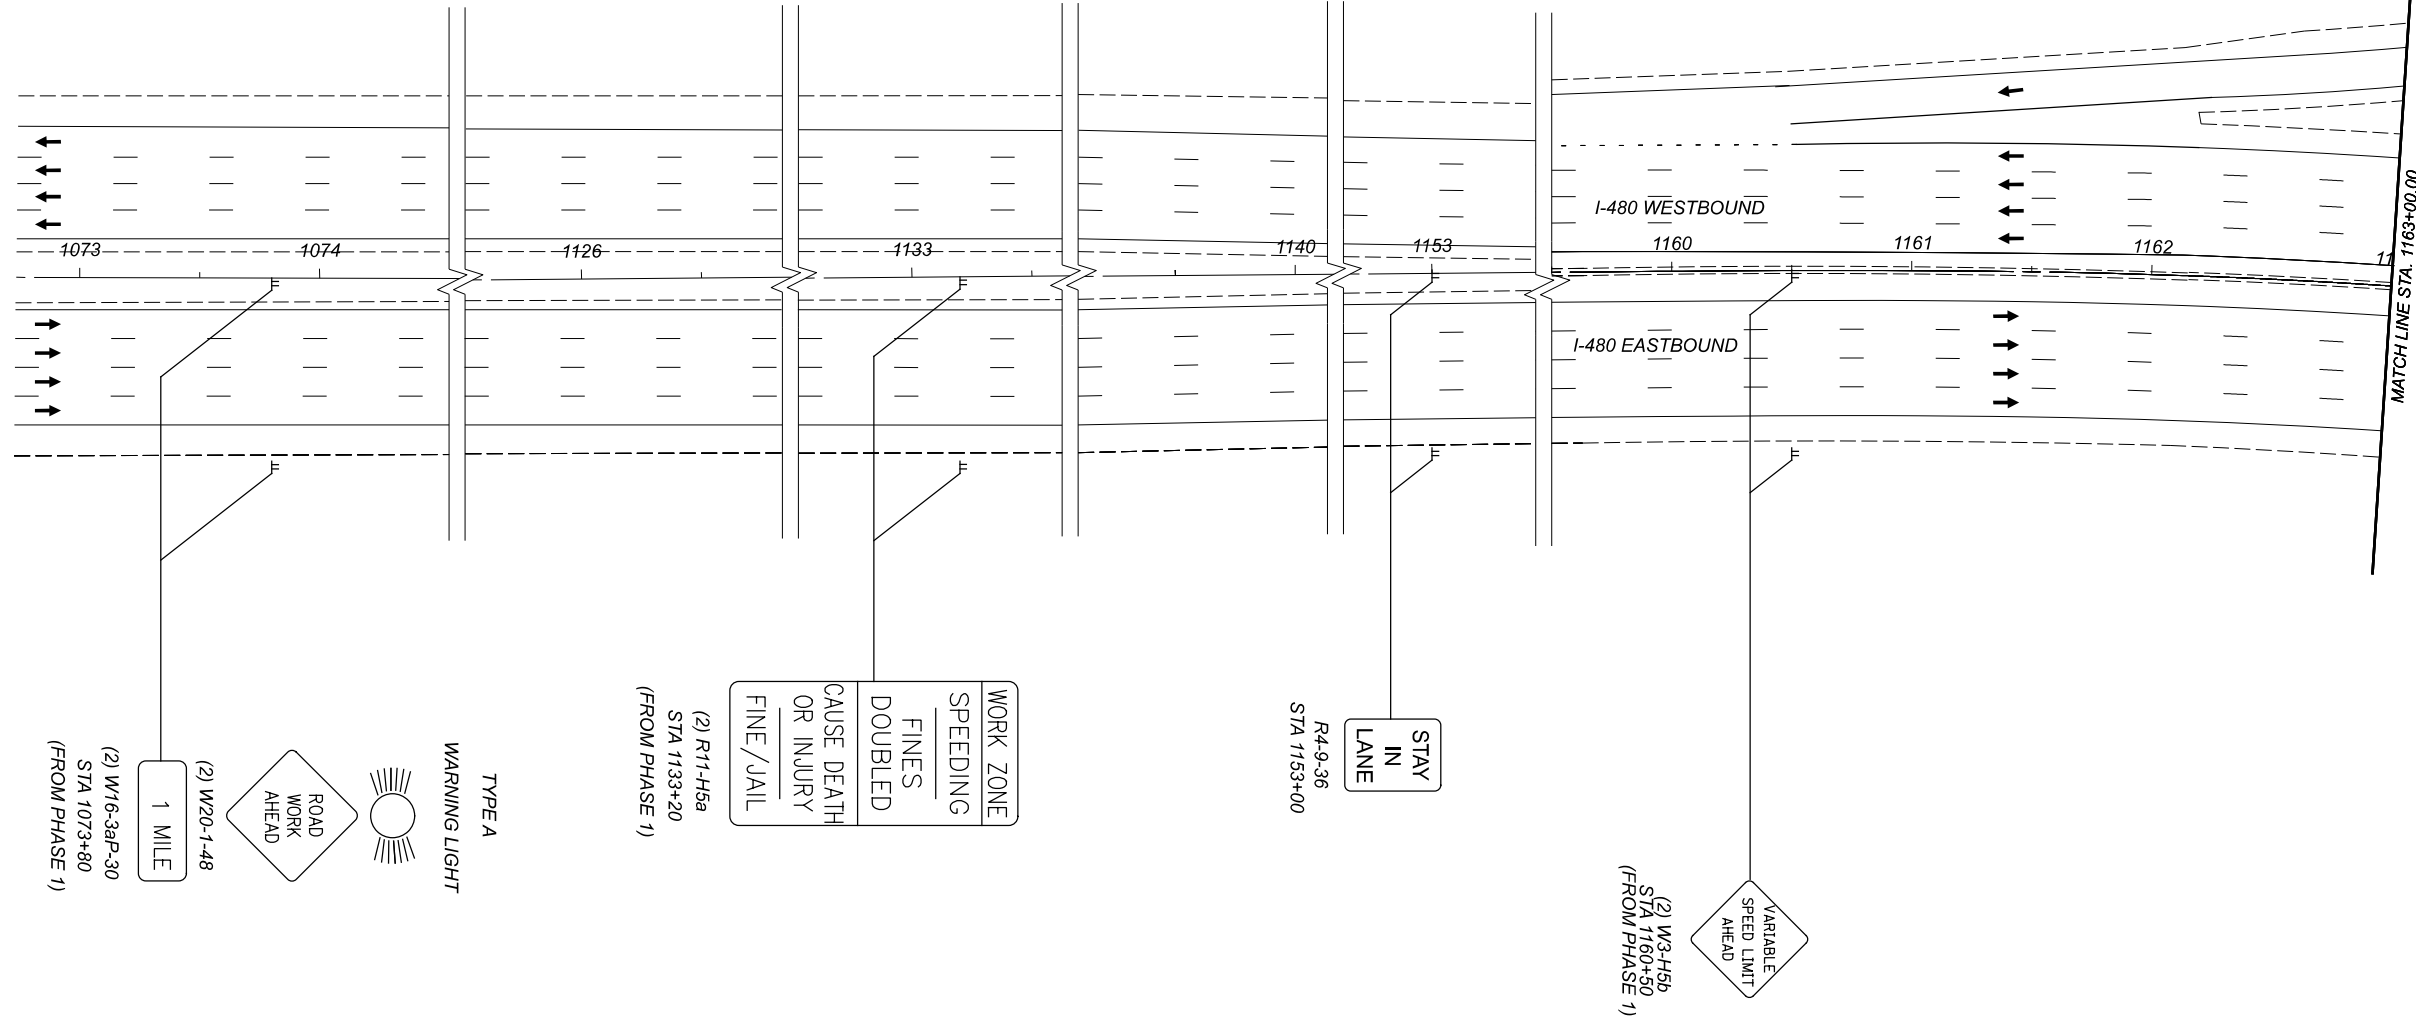 1073
1074
1126
1133
1140
1153
1160
1161
1162
11
I-480 WESTBOUND
I-480 EASTBOUND
MATCH LINE STA. 1163+00.00
TYPE A
WARNING LIGHT
ROAD
WORK
AHEAD
(2) W20-1-48
1 MILE
(2) W16-3aP-30
STA 1073+80
(FROM PHASE 1)
WORK ZONE
SPEEDING
FINES
DOUBLED
CAUSE DEATH
OR INJURY
FINE/JAIL
(2) R11-H5a
STA 1133+20
(FROM PHASE 1)
STAY
IN
LANE
R4-9-36
STA 1153+00
VARIABLE
SPEED LIMIT
AHEAD
(2) W3-H5b
STA 1160+50
(FROM PHASE 1)